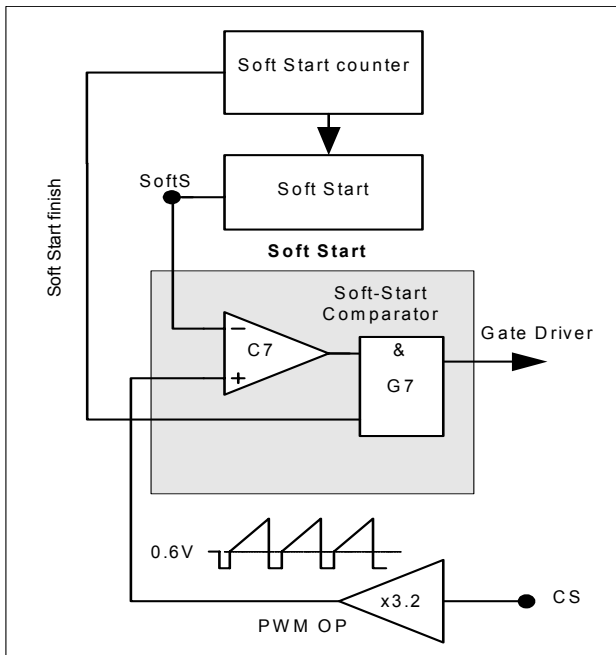 Soft Start counter
SoftS
Soft Start
Soft Start finish
Soft Start
Soft-Start
Comparator
Gate Driver
−
C7
+
&
G7
0.6V
x3.2
CS
PWM OP